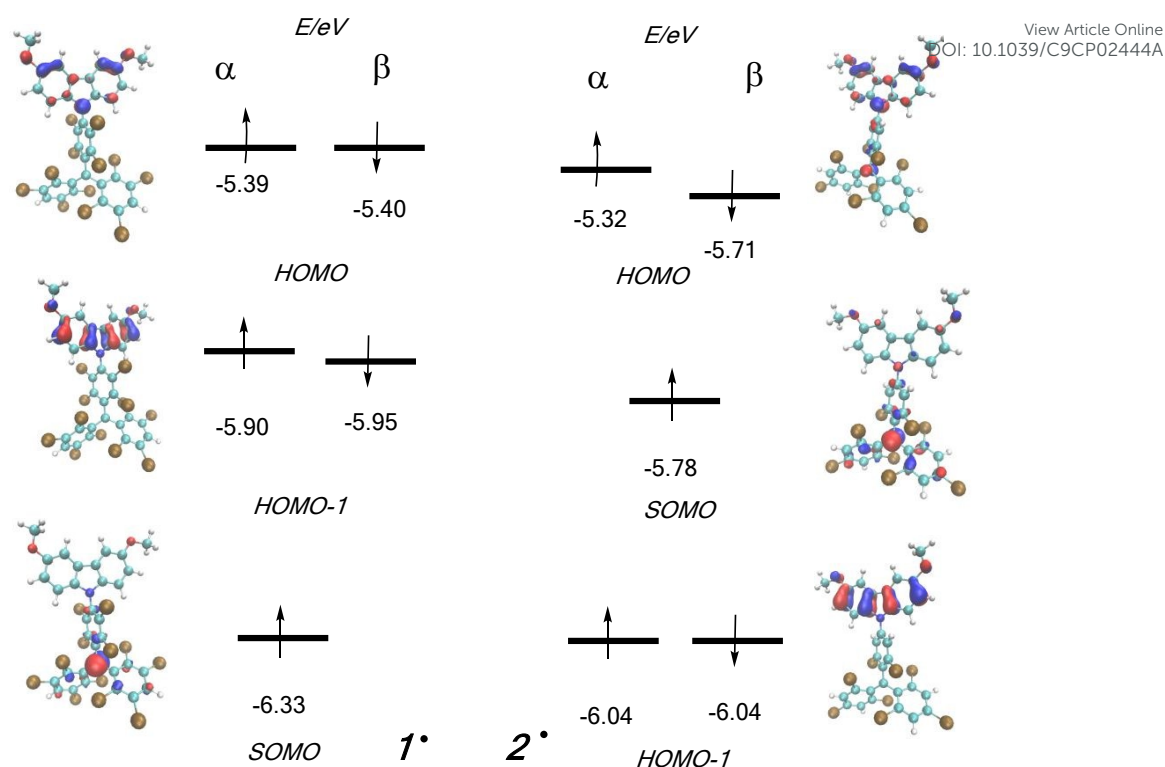 E/eV
α
β
-5.39
-5.40
HOMO
-5.90
-5.95
HOMO-1
-6.33
SOMO
1•
View Article Online
DOI: 10.1039/C9CP02444A
E/eV
α
β
-5.32
-5.71
HOMO
-5.78
SOMO
-6.04
-6.04
HOMO-1
2•